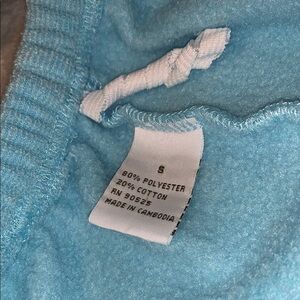 S
80% POLYESTER
20% COTTON
RN 90525
MADE IN CAMBODIA